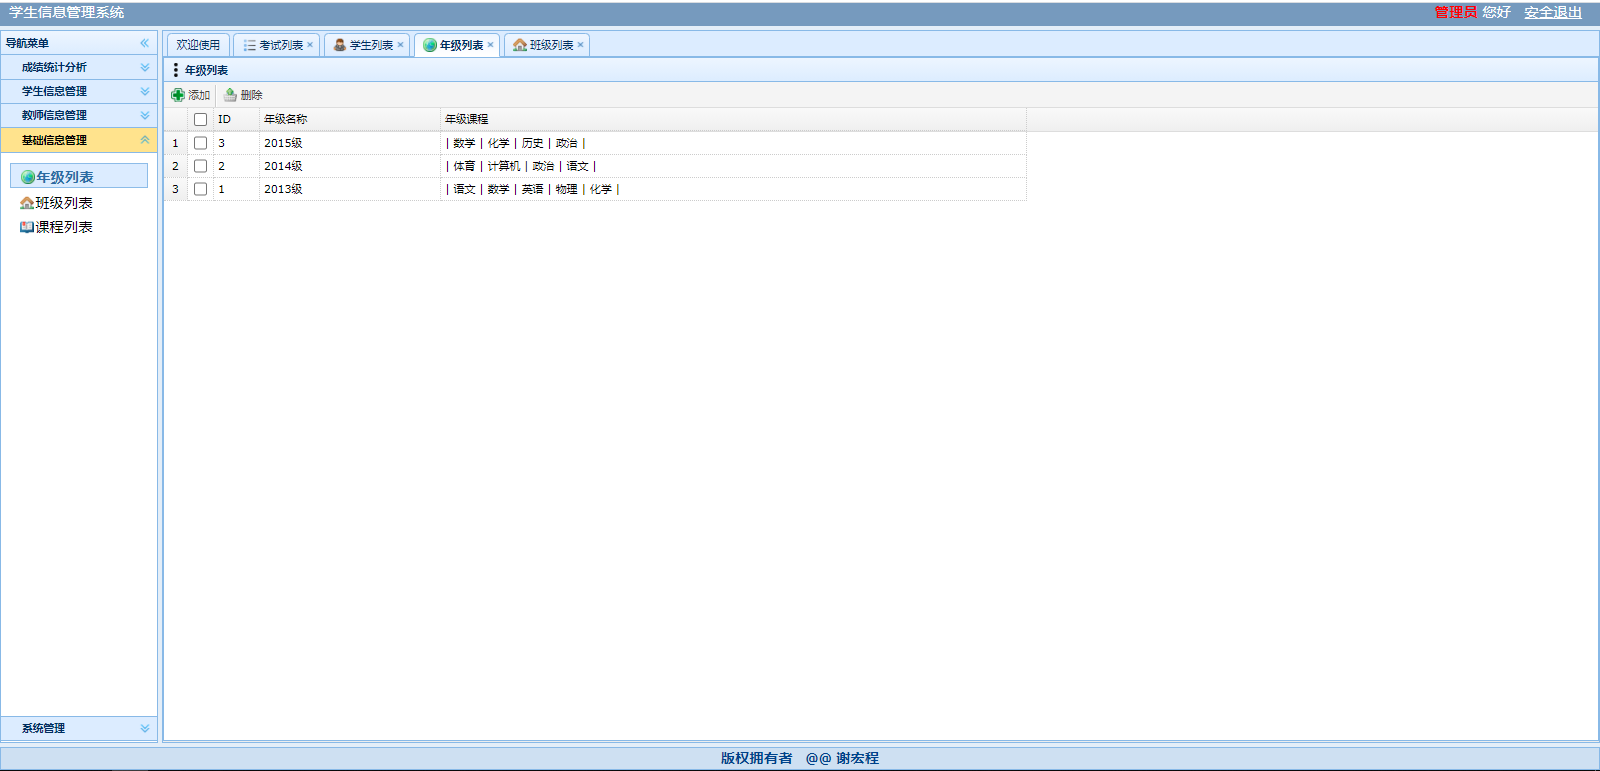 学生信息管理系统
管理员 您好 安全退出
导航菜单
成绩统计分析
学生信息管理
教师信息管理
基础信息管理
年级列表
班级列表
课程列表
系统管理
欢迎使用 考试列表 学生列表 年级列表 班级列表
年级列表
添加 删除
ID 年级名称 年级课程
1 3 2015级 | 数学 | 化学 | 历史 | 政治 |
2 2 2014级 | 体育 | 计算机 | 政治 | 语文 |
3 1 2013级 | 语文 | 数学 | 英语 | 物理 | 化学 |
版权拥有者 @@ 谢宏程